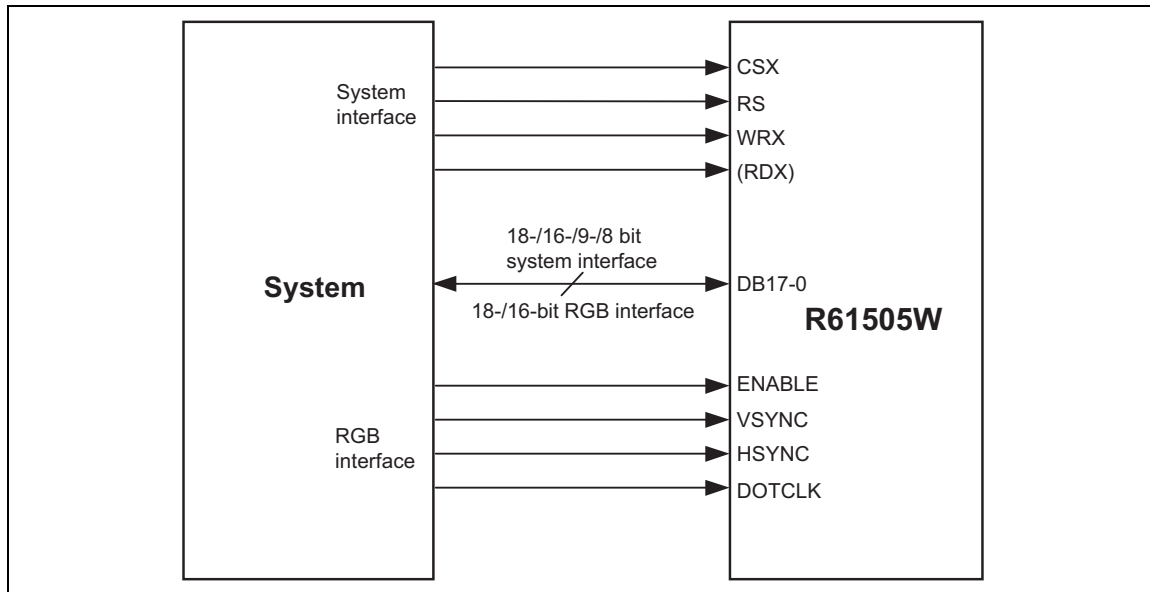 System
interface
CSX
RS
WRX
(RDX)
18-/16-/9-/8 bit
system interface
18-/16-bit RGB interface
DB17-0
System
R61505W
RGB
interface
ENABLE
VSYNC
HSYNC
DOTCLK